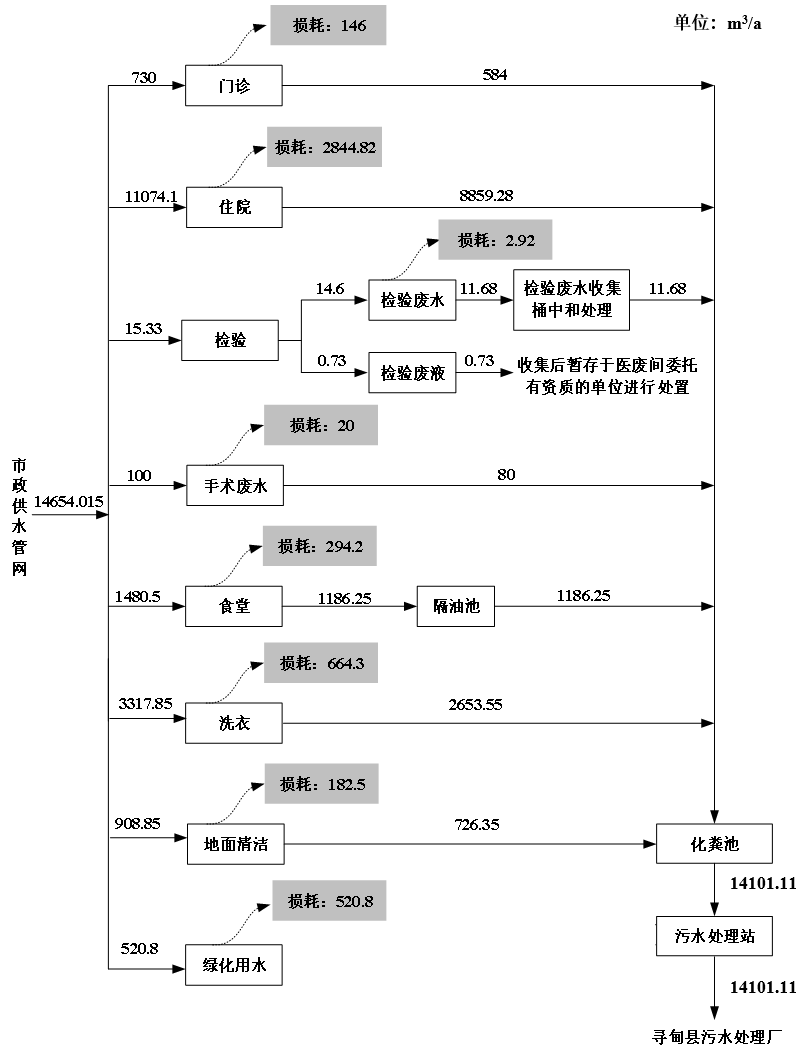 单位：m³/a
损耗：146
730
门诊
584
损耗：2844.82
11074.1
住院
8859.28
损耗：2.92
14.6
检验废水
11.68
检验废水收集
桶中和处理
11.68
15.33
检验
0.73
检验废液
0.73
收集后暂存于医废间委托
有资质的单位进行处置
损耗：20
100
手术废水
80
市政供水管网
14654.015
损耗：294.2
1480.5
食堂
1186.25
隔油池
1186.25
损耗：664.3
3317.85
洗衣
2653.55
损耗：182.5
908.85
地面清洁
726.35
化粪池
14101.11
损耗：520.8
520.8
绿化用水
污水处理站
14101.11
寻甸县污水处理厂